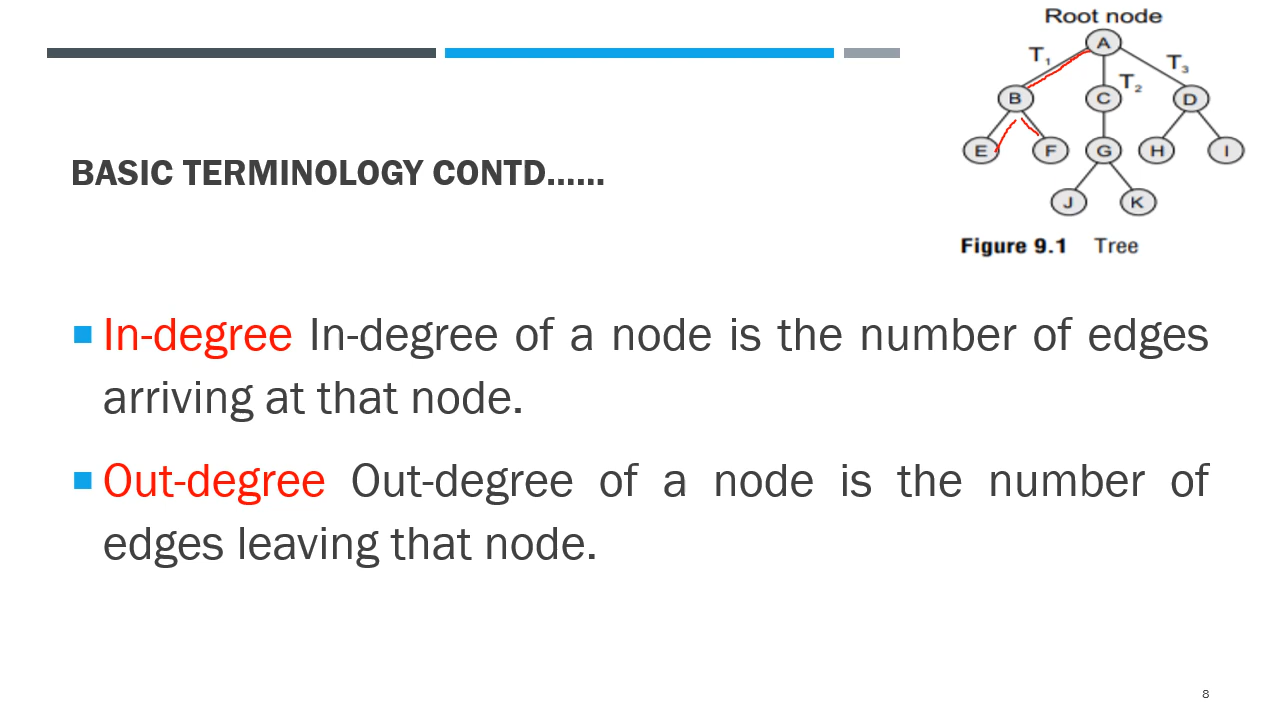 Root node
A
T1
T2
T3
B C D
E F G H I
J K
Figure 9.1 Tree
BASIC TERMINOLOGY CONTD......
In-degree In-degree of a node is the number of edges
arriving at that node.
Out-degree Out-degree of a node is the number of
edges leaving that node.
8